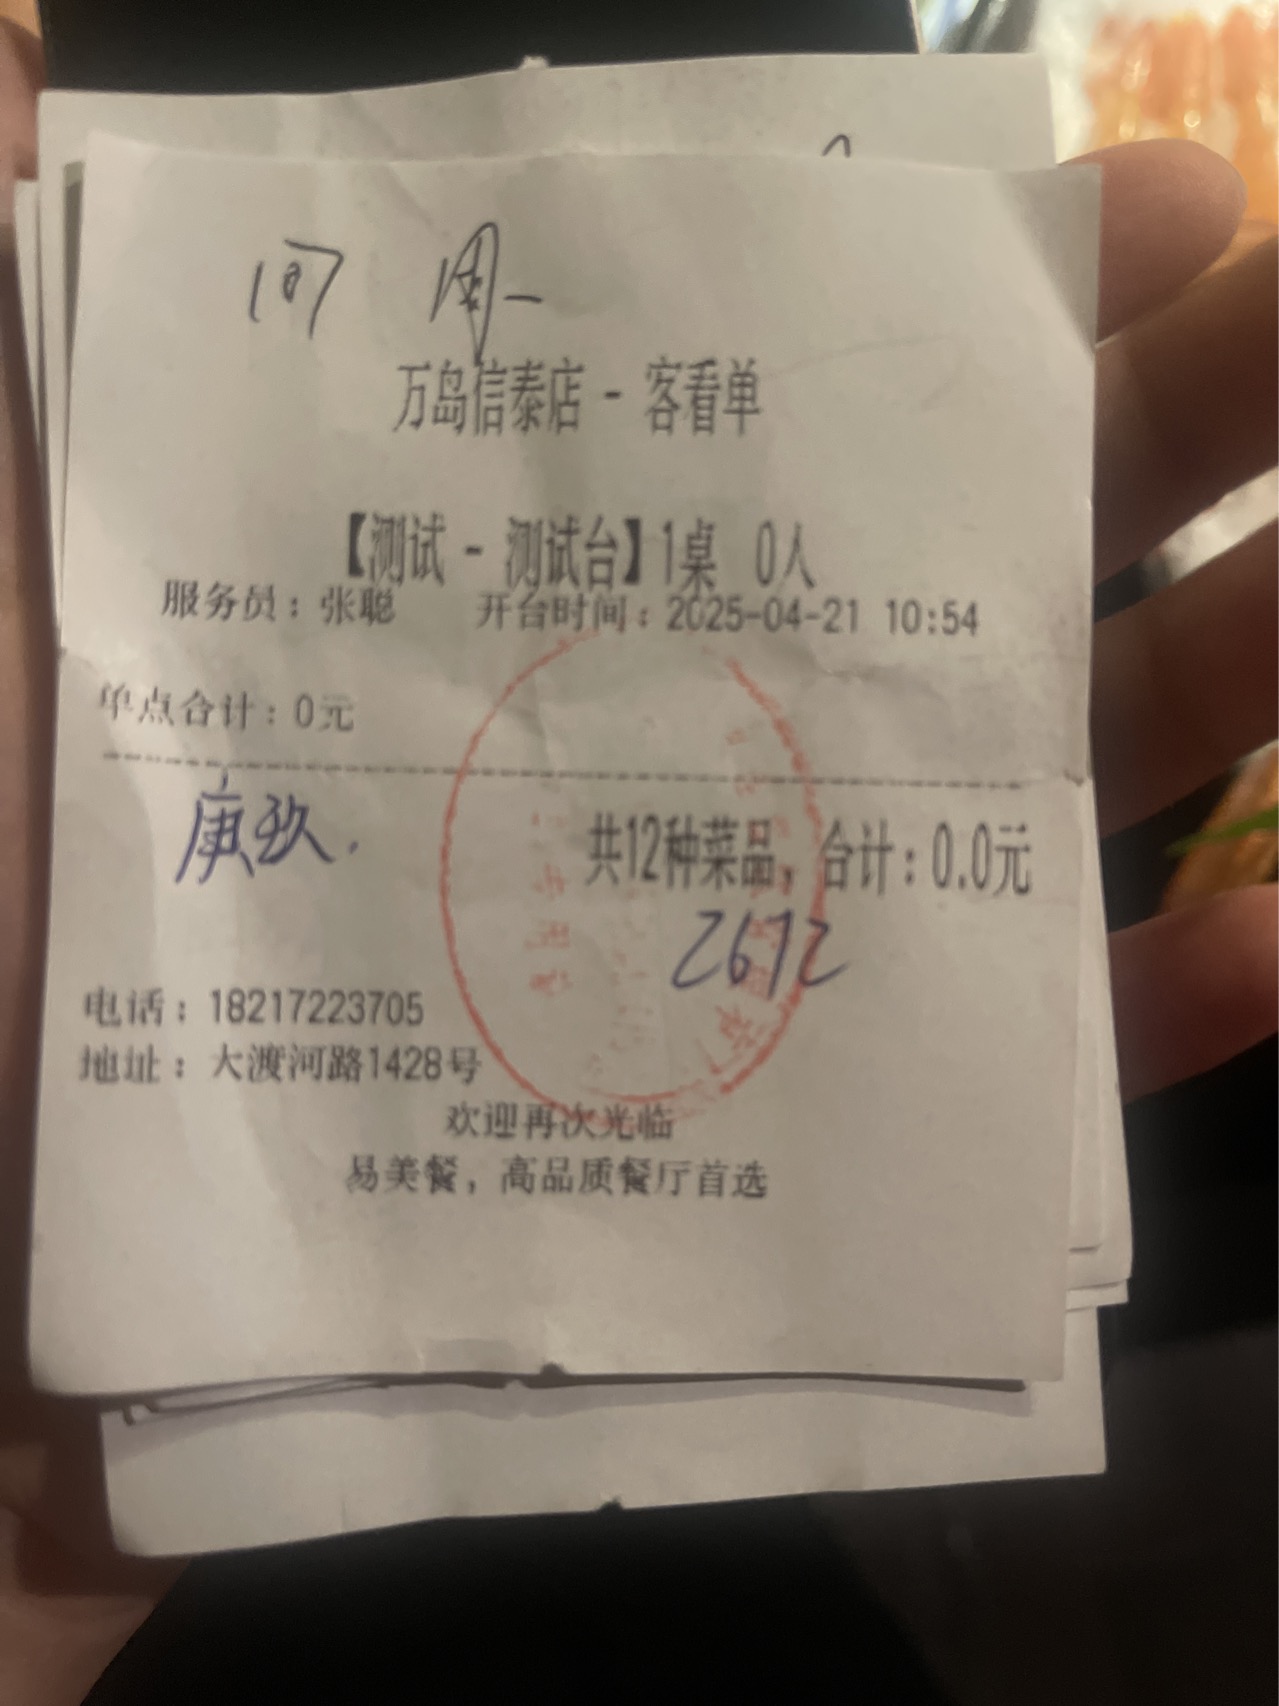 回 周一
万岛信泰店 - 客看单
【测试 - 测试台】1桌 0人
服务员：张聪 开台时间：2025-04-21 10:54
单点合计：0元
共12种菜品，合计：0.0元
2672
电话：18217223705
地址：大渡河路1428号
欢迎再次光临
易美餐，高品质餐厅首选